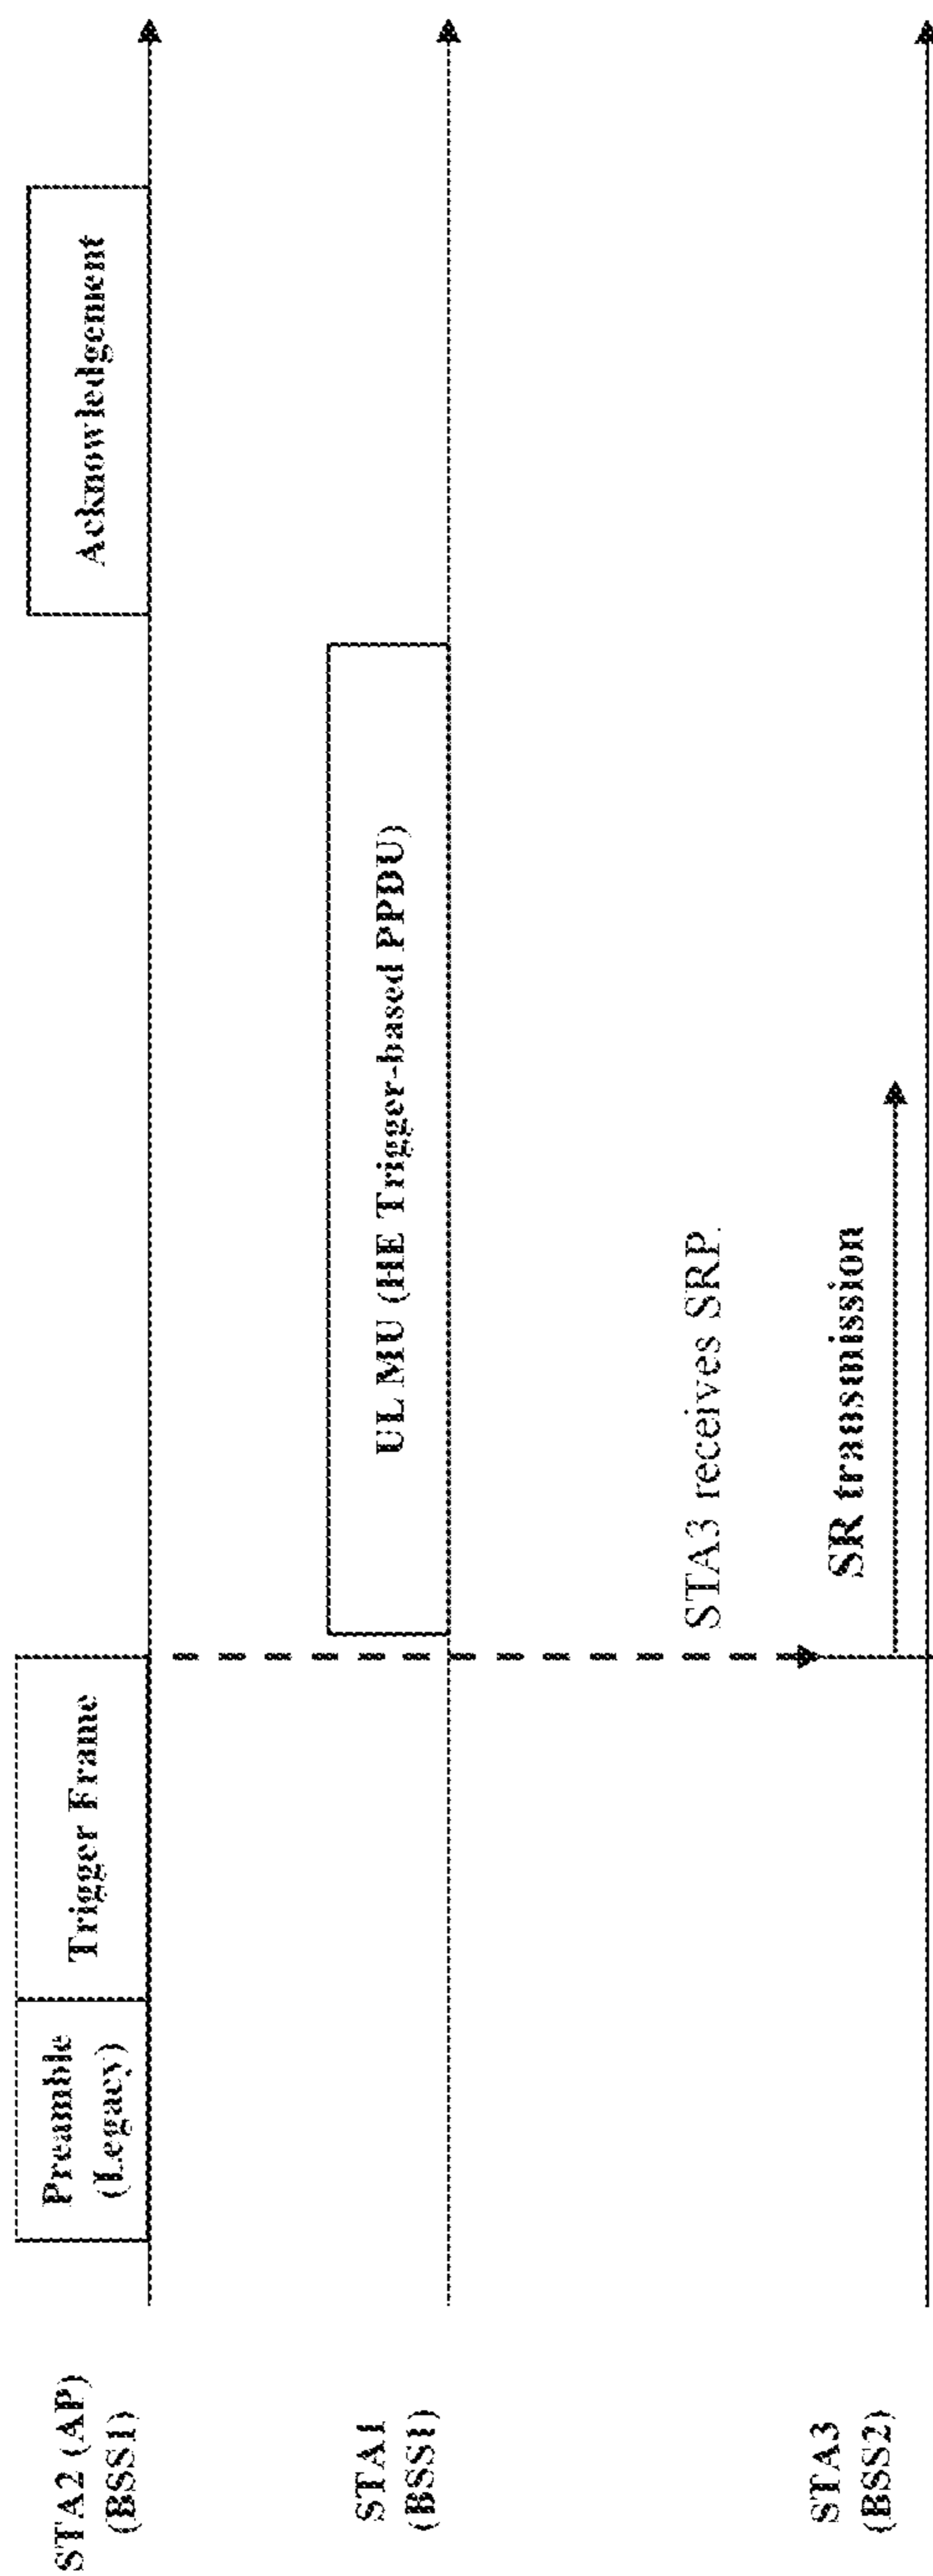 STA2 (AP)
(BSS1)
Preamble
(Legacy)
Trigger Frame
Acknowledgement
STA1
(BSS1)
UL MU (HE Trigger-based PPDU)
STA3 receives SRP.
STA3
(BSS2)
SR transmission